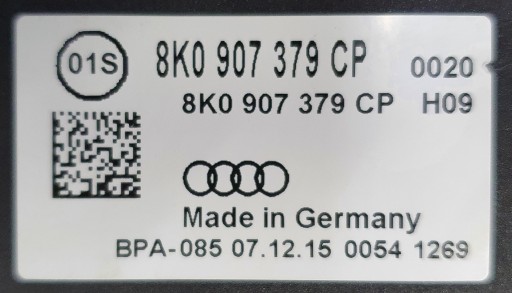 01S 8K0 907 379 CP 0020
8K0 907 379 CP H09
Made in Germany
BPA-085 07.12.15 0054 1269